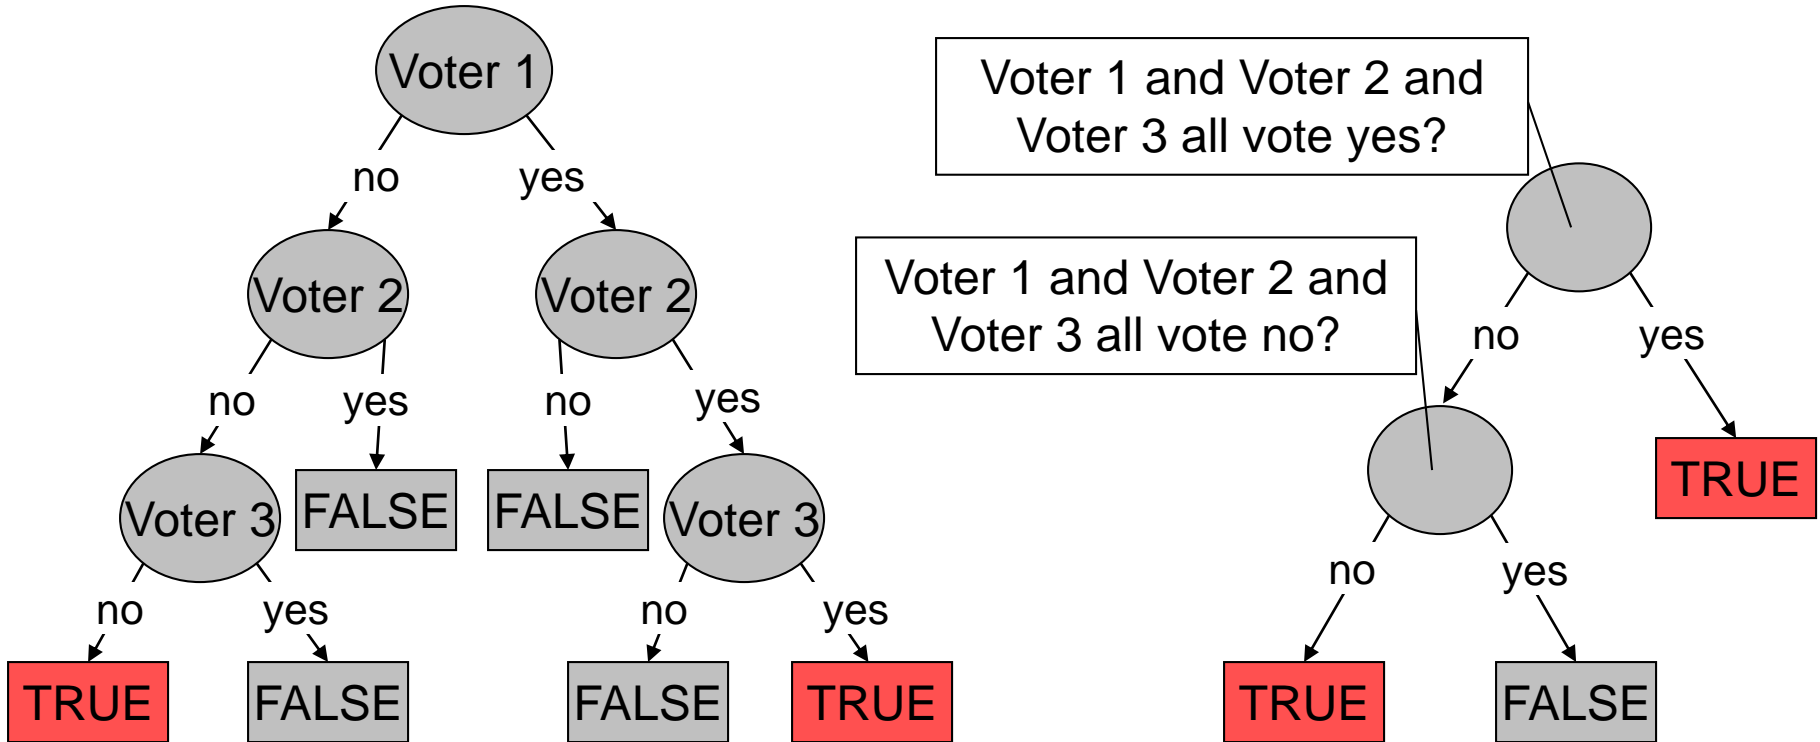 Voter 1
no
yes
Voter 2
Voter 2
no
yes
no
yes
Voter 3
FALSE
FALSE
Voter 3
no
yes
no
yes
TRUE
FALSE
FALSE
TRUE
Voter 1 and Voter 2 and
Voter 3 all vote yes?
Voter 1 and Voter 2 and
Voter 3 all vote no?
no
yes
TRUE
no
yes
TRUE
FALSE